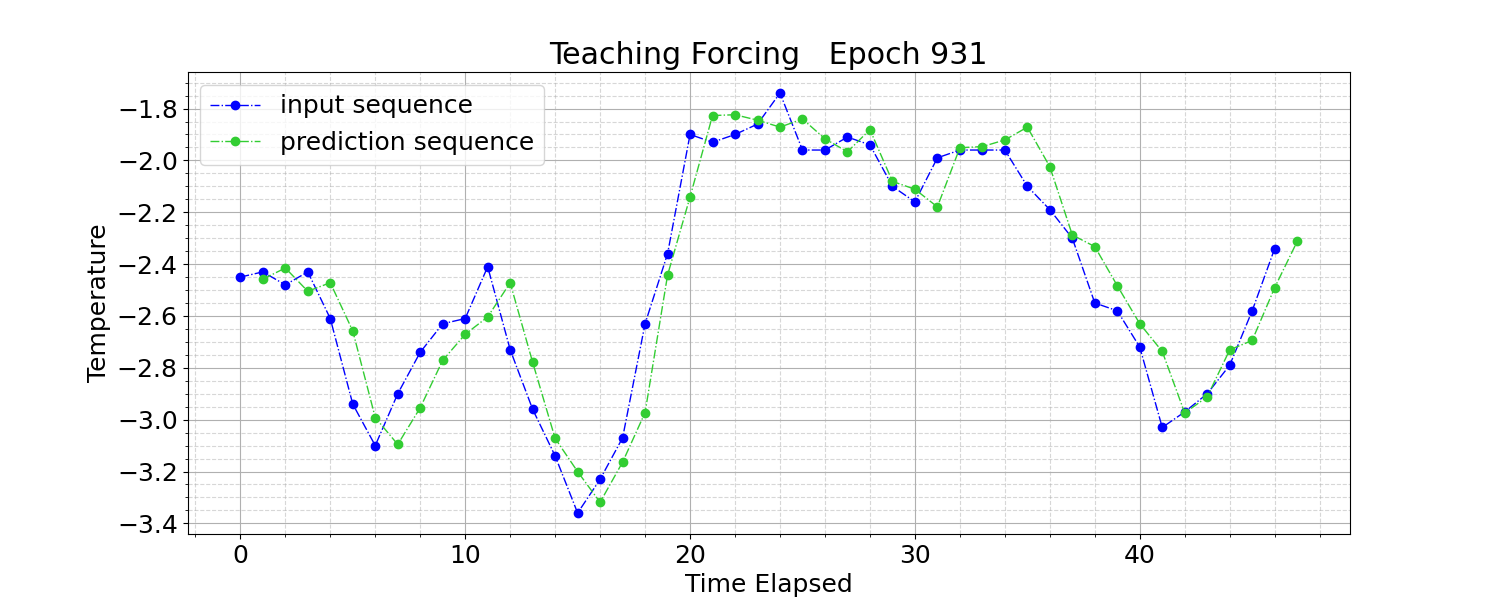 Teaching Forcing   Epoch 931
input sequence
prediction sequence
−1.8
−2.0
−2.2
−2.4
−2.6
−2.8
−3.0
−3.2
−3.4
Temperature
0 10 20 30 40
Time Elapsed